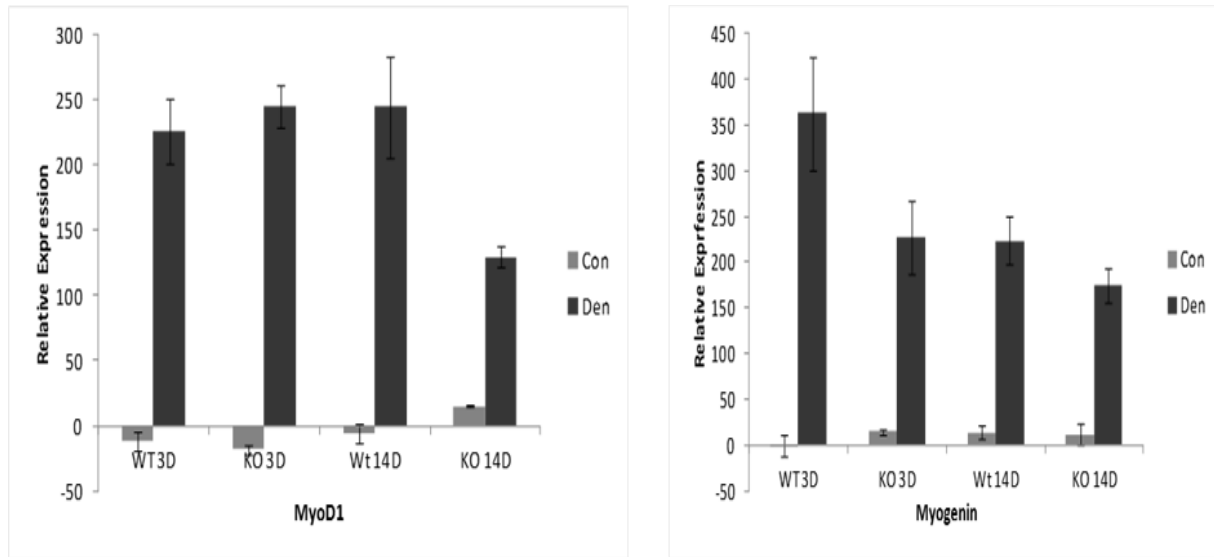 300
250
200
150
100
50
0
-50
Relative Expression
WT3D KO3D Wt14D KO14D
MyoD1
Con
Den
450
400
350
300
250
200
150
100
50
0
-50
Relative Exprfession
WT3D KO3D Wt14D KO14D
Myogenin
Con
Den